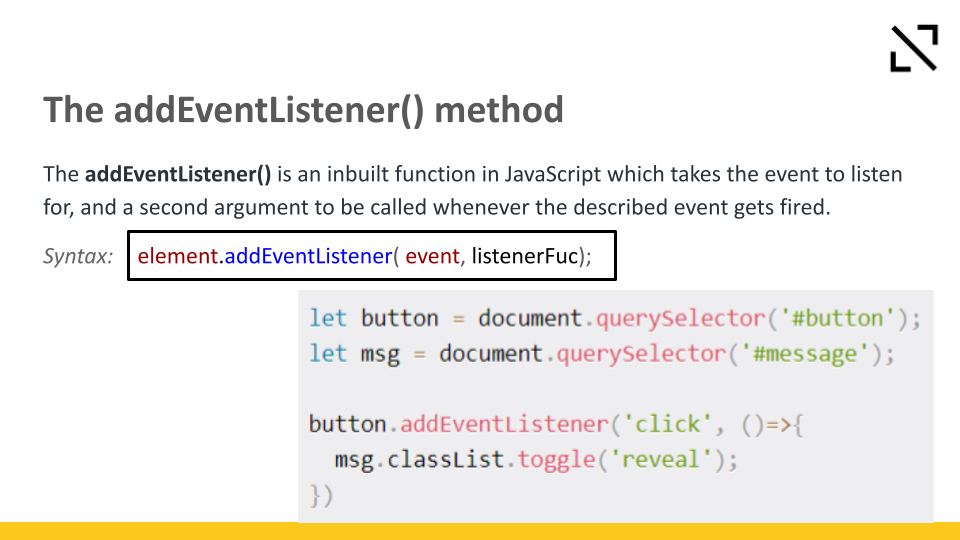 The addEventListener() method
The addEventListener() is an inbuilt function in JavaScript which takes the event to listen
for, and a second argument to be called whenever the described event gets fired.
Syntax: element.addEventListener( event, listenerFuc);
let button = document.querySelector('#button');
let msg = document.querySelector('#message');
button.addEventListener('click', ()=>{
  msg.classList.toggle('reveal');
})